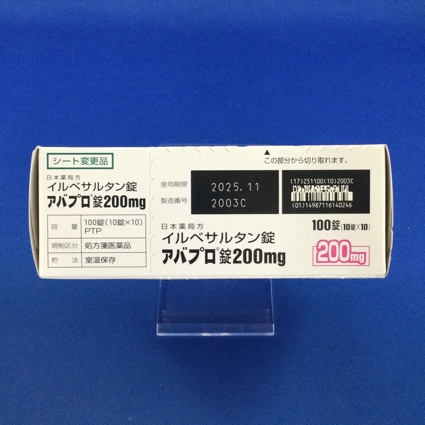 シート変更品
日本薬局方
イルベサルタン錠
アバプロ錠200mg
容量 100錠(10錠×10)
PTP
規制区分 処方箋医薬品
貯法 室温保存
▲
この部分から切り取れます。
使用期限 2025.11
製造番号 2003C
(17)251100(10)2003C
(01)14987116140246
日本薬局方
イルベサルタン錠
アバプロ錠200mg
100錠(10錠×10)
200mg